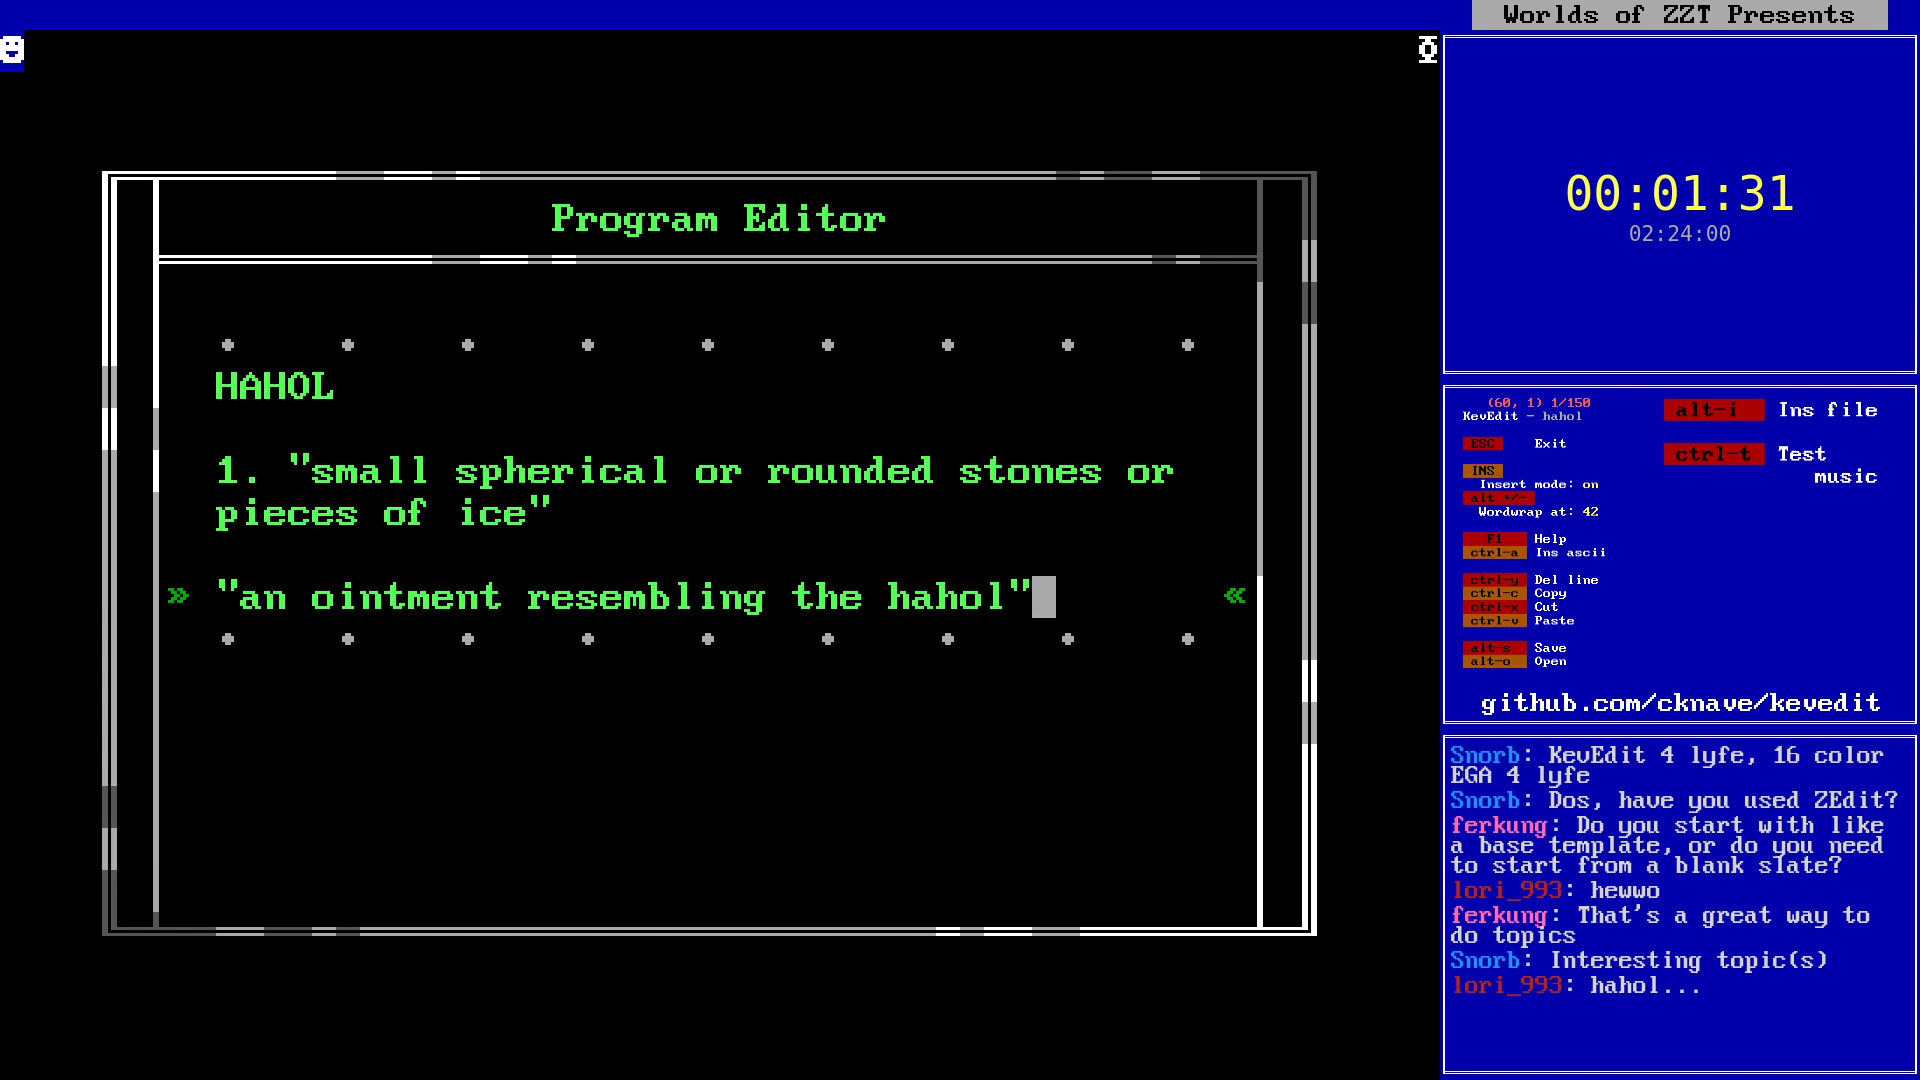 Worlds of ZZT Presents
Program Editor
HAHOL
1. "small spherical or rounded stones or
pieces of ice"
» "an ointment resembling the hahol" «
00:01:31
02:24:00
(60, 1) 1/150
KevEdit - hahol
ESC Exit
INS
Insert mode: on
alt +/-
Wordwrap at: 42
F1 Help
ctrl-a Ins ascii
ctrl-y Del line
ctrl-c Copy
ctrl-x Cut
ctrl-v Paste
alt-s Save
alt-o Open
alt-i Ins file
ctrl-t Test
music
github.com/cknave/kevedit
Snorb: KevEdit 4 lyfe, 16 color
EGA 4 lyfe
Snorb: Dos, have you used ZEdit?
ferkung: Do you start with like
a base template, or do you need
to start from a blank slate?
lori_993: hewwo
ferkung: That's a great way to
do topics
Snorb: Interesting topic(s)
lori_993: hahol...